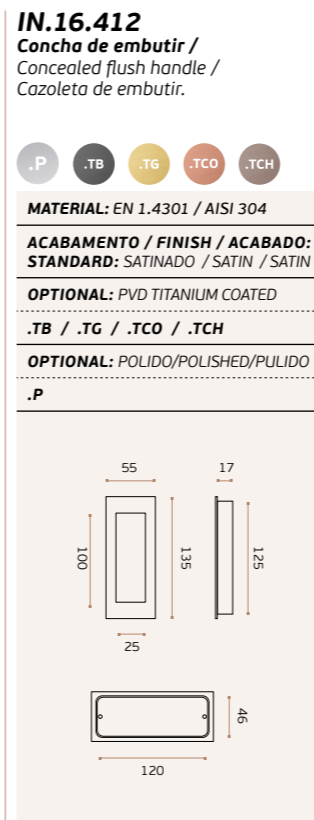 IN.16.412
Concha de embutir /
Concealed flush handle /
Cazoleta de embutir.
.P .TB .TG .TCO .TCH
MATERIAL: EN 1.4301 / AISI 304
ACABAMENTO / FINISH / ACABADO:
STANDARD: SATINADO / SATIN / SATIN
OPTIONAL: PVD TITANIUM COATED
.TB / .TG / .TCO / .TCH
OPTIONAL: POLIDO/POLISHED/PULIDO
.P
55 17
100 135 125
25
46
120